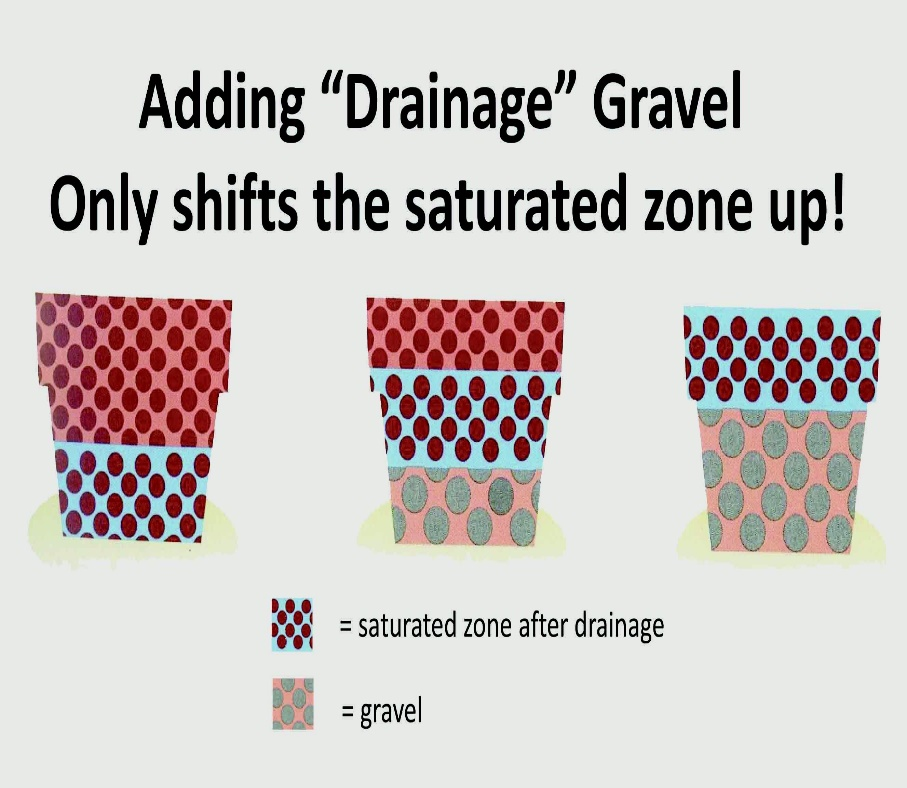 Adding “Drainage” Gravel
Only shifts the saturated zone up!
= saturated zone after drainage
= gravel